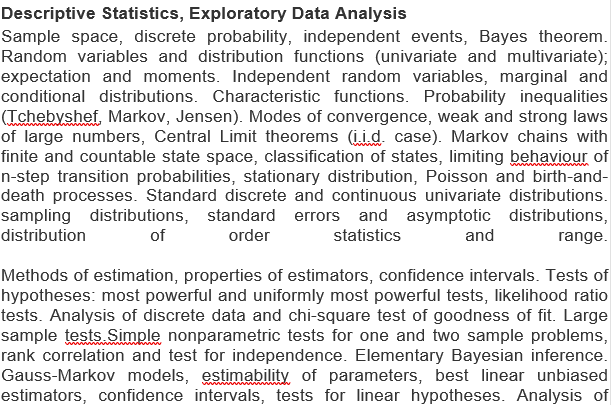 Descriptive Statistics, Exploratory Data Analysis
Sample space, discrete probability, independent events, Bayes theorem.
Random variables and distribution functions (univariate and multivariate);
expectation and moments. Independent random variables, marginal and
conditional distributions. Characteristic functions. Probability inequalities
(Tchebyshef, Markov, Jensen). Modes of convergence, weak and strong laws
of large numbers, Central Limit theorems (i.i.d. case). Markov chains with
finite and countable state space, classification of states, limiting behaviour of
n-step transition probabilities, stationary distribution, Poisson and birth-and-
death processes. Standard discrete and continuous univariate distributions.
sampling distributions, standard errors and asymptotic distributions,
distribution of order statistics and range.
Methods of estimation, properties of estimators, confidence intervals. Tests of
hypotheses: most powerful and uniformly most powerful tests, likelihood ratio
tests. Analysis of discrete data and chi-square test of goodness of fit. Large
sample tests.Simple nonparametric tests for one and two sample problems,
rank correlation and test for independence. Elementary Bayesian inference.
Gauss-Markov models, estimability of parameters, best linear unbiased
estimators, confidence intervals, tests for linear hypotheses. Analysis of